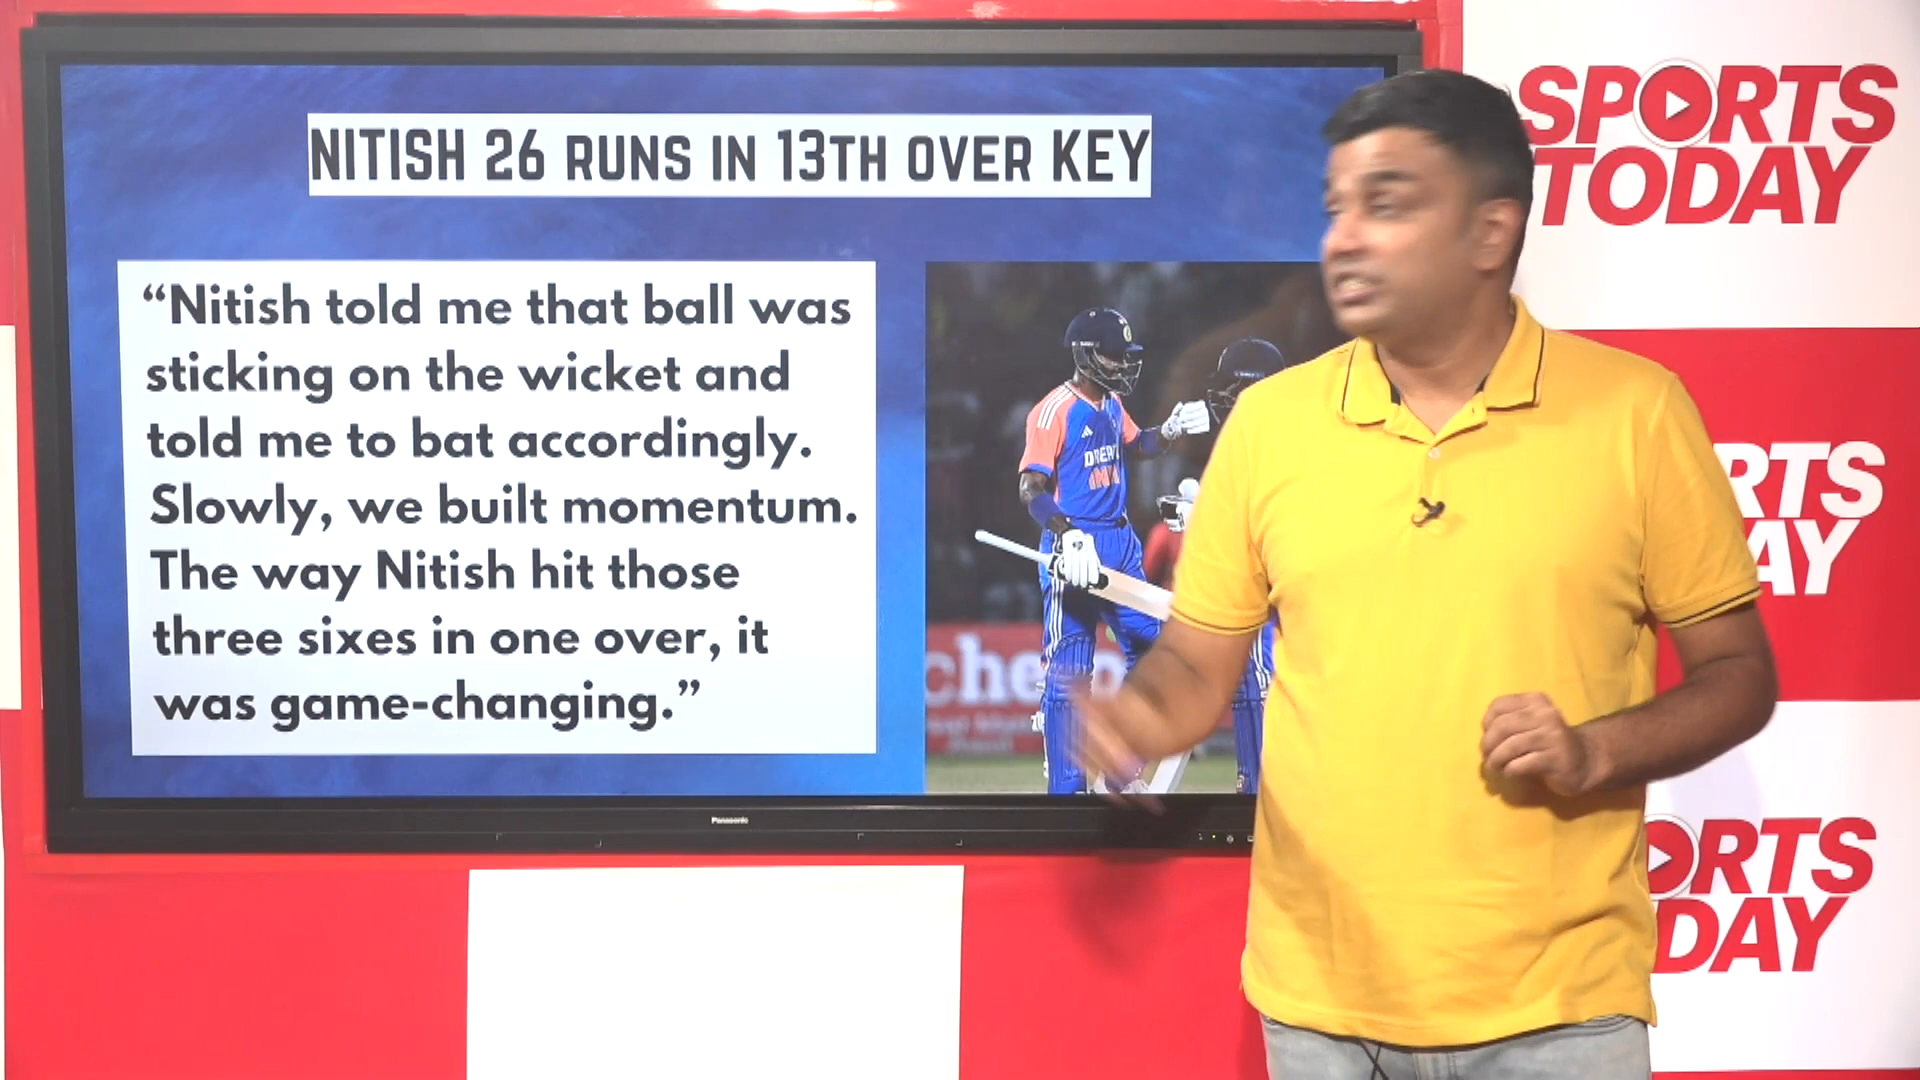 NITISH 26 RUNS IN 13TH OVER KEY
“Nitish told me that ball was
sticking on the wicket and
told me to bat accordingly.
Slowly, we built momentum.
The way Nitish hit those
three sixes in one over, it
was game-changing.”
Panasonic
SPORTS
TODAY
RTS
AY
ORTS
DAY